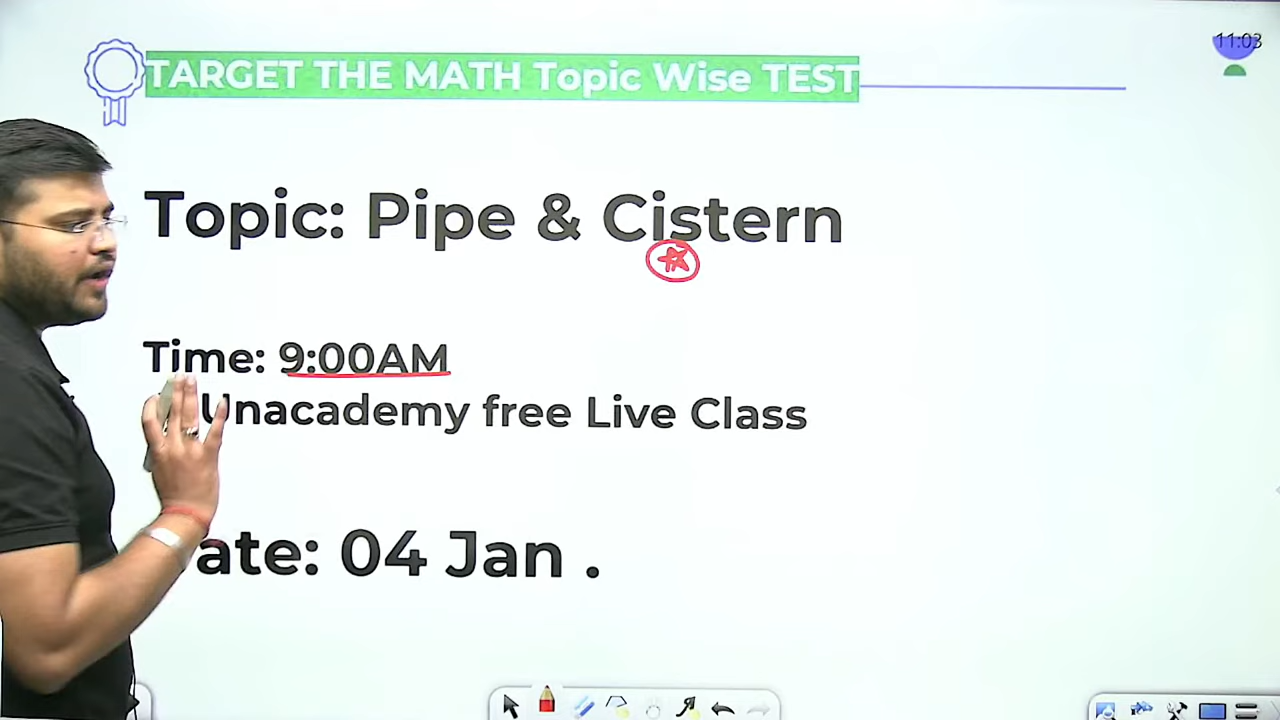 11:03
TARGET THE MATH Topic Wise TEST
Topic: Pipe & Cistern
Time: 9:00AM
Unacademy free Live Class
ate: 04 Jan .